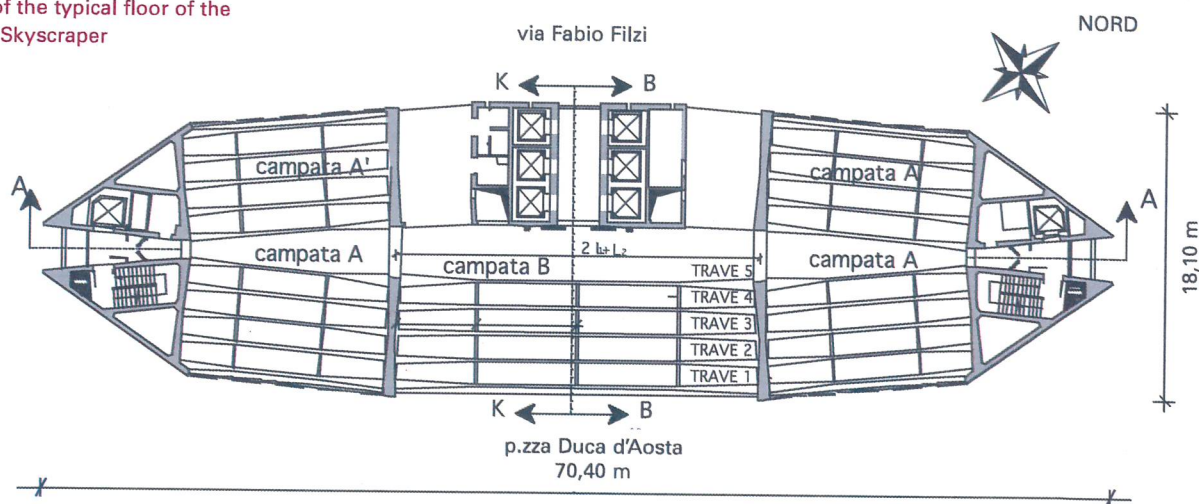 of the typical floor of the
Skyscraper
via Fabio Filzi
NORD
K B
campata A' campata A
A A
campata A campata B campata A
TRAVE 5
TRAVE 4
TRAVE 3
TRAVE 2
TRAVE 1
18,10 m
K B
p.zza Duca d'Aosta
70,40 m